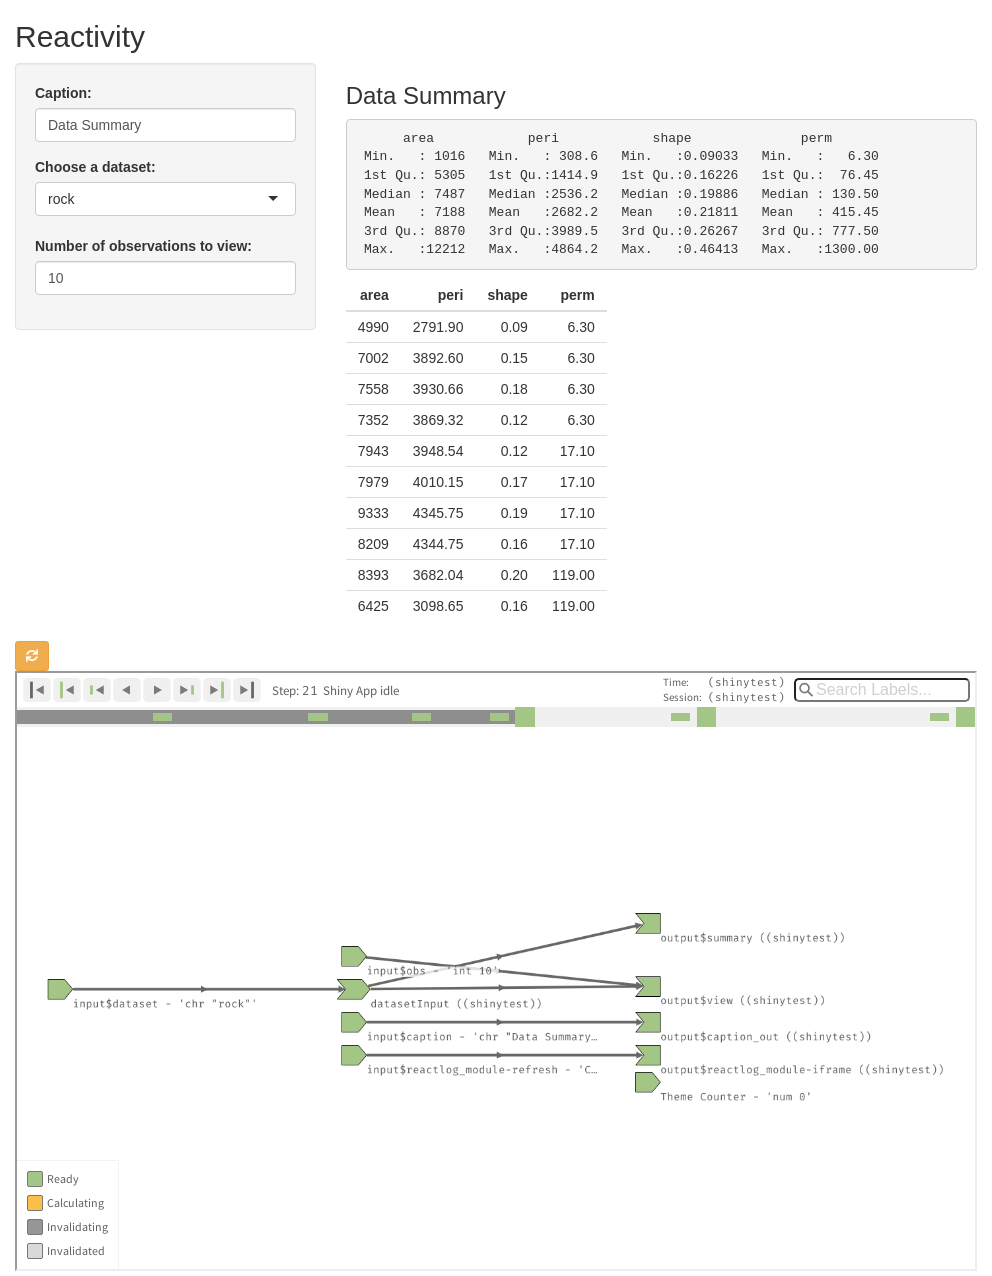 Reactivity
Caption:
Data Summary
Choose a dataset:
rock
Number of observations to view:
10
Data Summary
area peri shape perm
Min. : 1016 Min. : 308.6 Min. :0.09033 Min. : 6.30
1st Qu.: 5305 1st Qu.:1414.9 1st Qu.:0.16226 1st Qu.: 76.45
Median : 7487 Median :2536.2 Median :0.19886 Median : 130.50
Mean : 7188 Mean :2682.2 Mean :0.21811 Mean : 415.45
3rd Qu.: 8870 3rd Qu.:3989.5 3rd Qu.:0.26267 3rd Qu.: 777.50
Max. :12212 Max. :4864.2 Max. :0.46413 Max. :1300.00
area peri shape perm
4990 2791.90 0.09 6.30
7002 3892.60 0.15 6.30
7558 3930.66 0.18 6.30
7352 3869.32 0.12 6.30
7943 3948.54 0.12 17.10
7979 4010.15 0.17 17.10
9333 4345.75 0.19 17.10
8209 4344.75 0.16 17.10
8393 3682.04 0.20 119.00
6425 3098.65 0.16 119.00
Step: 21 Shiny App idle
Time: (shinytest)
Session: (shinytest)
Search Labels...
output$summary ((shinytest))
input$obs - 'int 10'
input$dataset - 'chr "rock"'
datasetInput ((shinytest))
output$view ((shinytest))
input$caption - 'chr "Data Summary…
output$caption_out ((shinytest))
input$reactlog_module-refresh - 'C…
output$reactlog_module-iframe ((shinytest))
Theme Counter - 'num 0'
Ready
Calculating
Invalidating
Invalidated